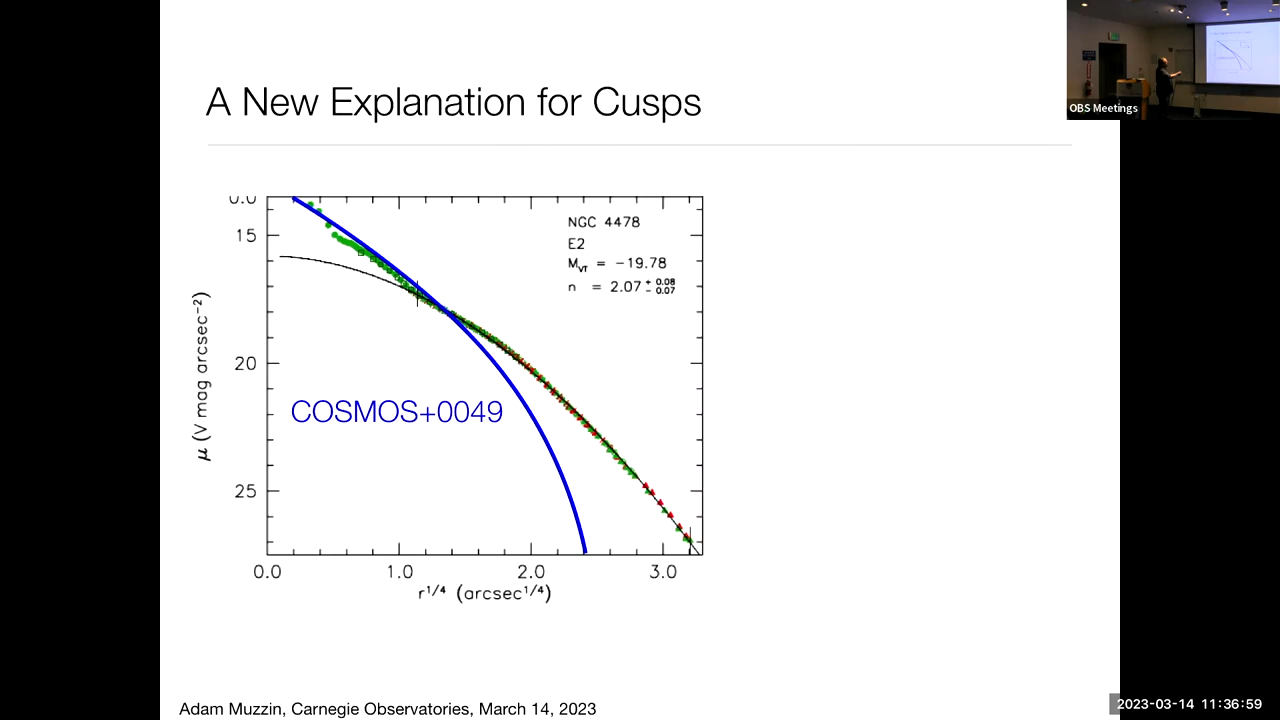 A New Explanation for Cusps
OBS Meetings
0.0
15
20
25
μ (V mag arcsec⁻²)
NGC 4478
E2
M_VT = −19.78
n = 2.07 + 0.08 − 0.07
COSMOS+0049
0.0 1.0 2.0 3.0
r^1/4 (arcsec^1/4)
Adam Muzzin, Carnegie Observatories, March 14, 2023
2023-03-14 11:36:59